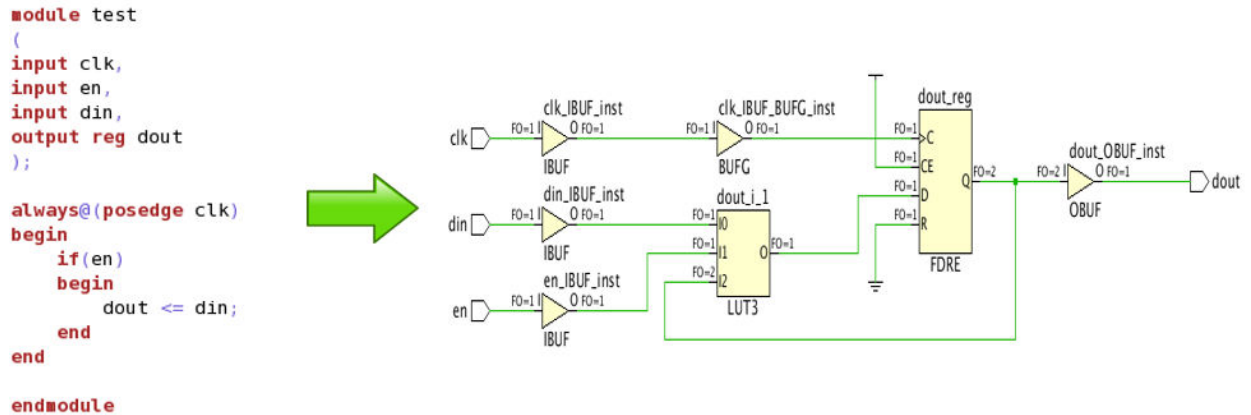 module test
(
input clk,
input en,
input din,
output reg dout
);
always@(posedge clk)
begin
if(en)
begin
dout <= din;
end
end
endmodule
dout_reg
clk_IBUF_inst
clk_IBUF_BUFG_inst
clk
FO=1 I
O FO=1
FO=1 I
O FO=1
FO=1
C
IBUF
BUFG
FO=1
CE
dout_OBUF_inst
Q
FO=2
FO=2 I
O FO=1
dout
din_IBUF_inst
dout_i_1
FO=1
D
OBUF
din
FO=1 I
O FO=1
FO=1
I0
FO=1
R
IBUF
FO=1
I1
O
FO=1
FDRE
en_IBUF_inst
FO=2
I2
en
FO=1 I
O FO=1
LUT3
IBUF